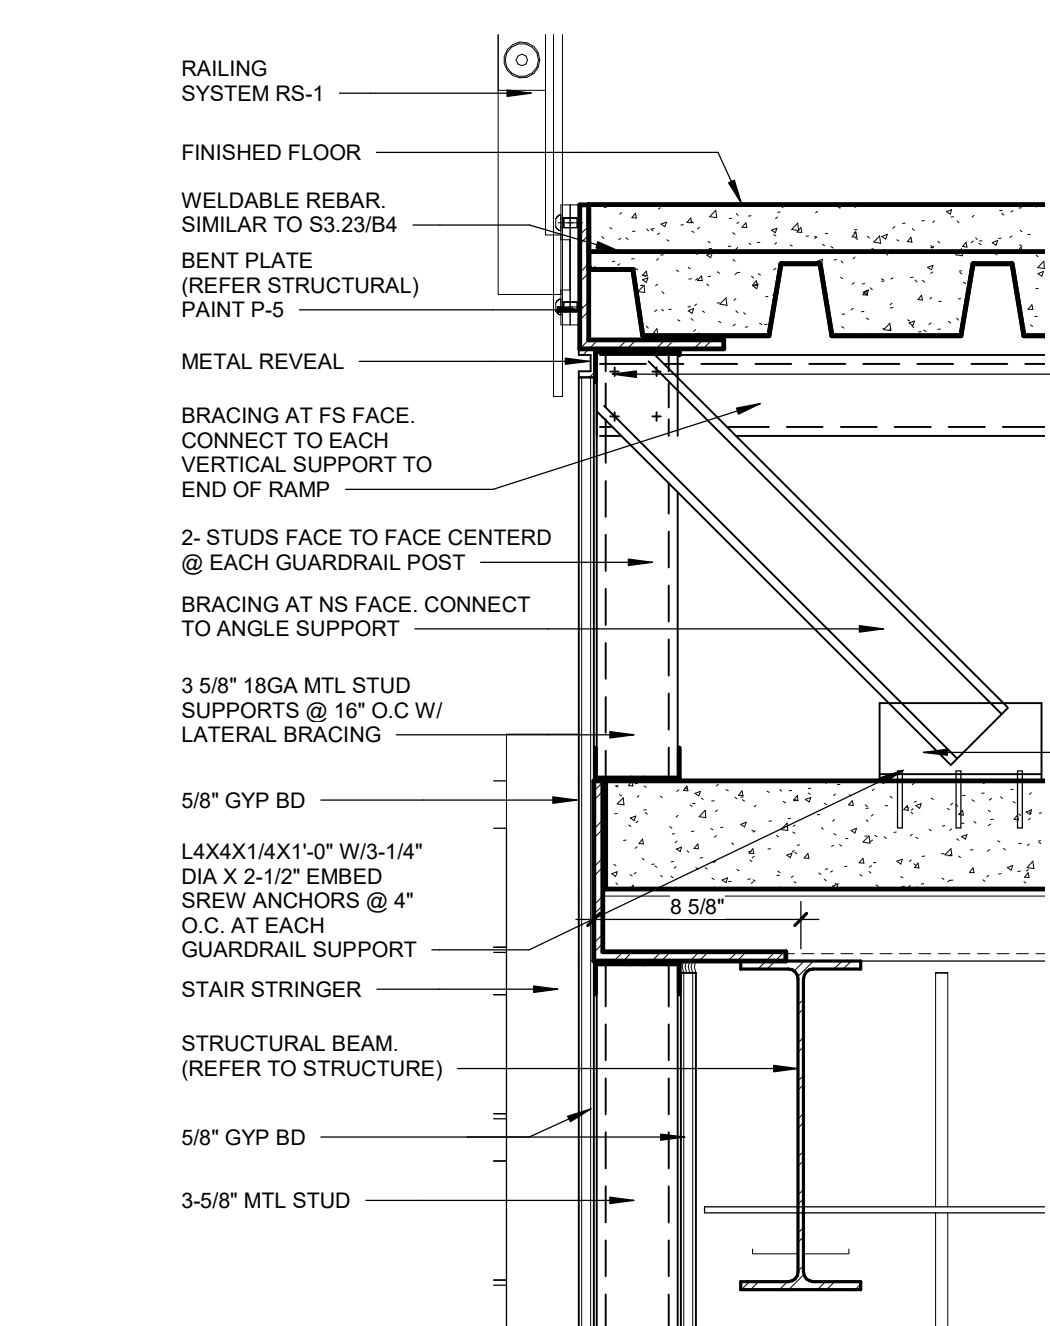 RAILING
SYSTEM RS-1
FINISHED FLOOR
WELDABLE REBAR.
SIMILAR TO S3.23/B4
BENT PLATE
(REFER STRUCTURAL)
PAINT P-5
METAL REVEAL
BRACING AT FS FACE.
CONNECT TO EACH
VERTICAL SUPPORT TO
END OF RAMP
2- STUDS FACE TO FACE CENTERD
@ EACH GUARDRAIL POST
BRACING AT NS FACE. CONNECT
TO ANGLE SUPPORT
3 5/8" 18GA MTL STUD
SUPPORTS @ 16" O.C W/
LATERAL BRACING
5/8" GYP BD
L4X4X1/4X1'-0" W/3-1/4"
DIA X 2-1/2" EMBED
SREW ANCHORS @ 4"
O.C. AT EACH
GUARDRAIL SUPPORT
8 5/8"
STAIR STRINGER
STRUCTURAL BEAM.
(REFER TO STRUCTURE)
5/8" GYP BD
3-5/8" MTL STUD